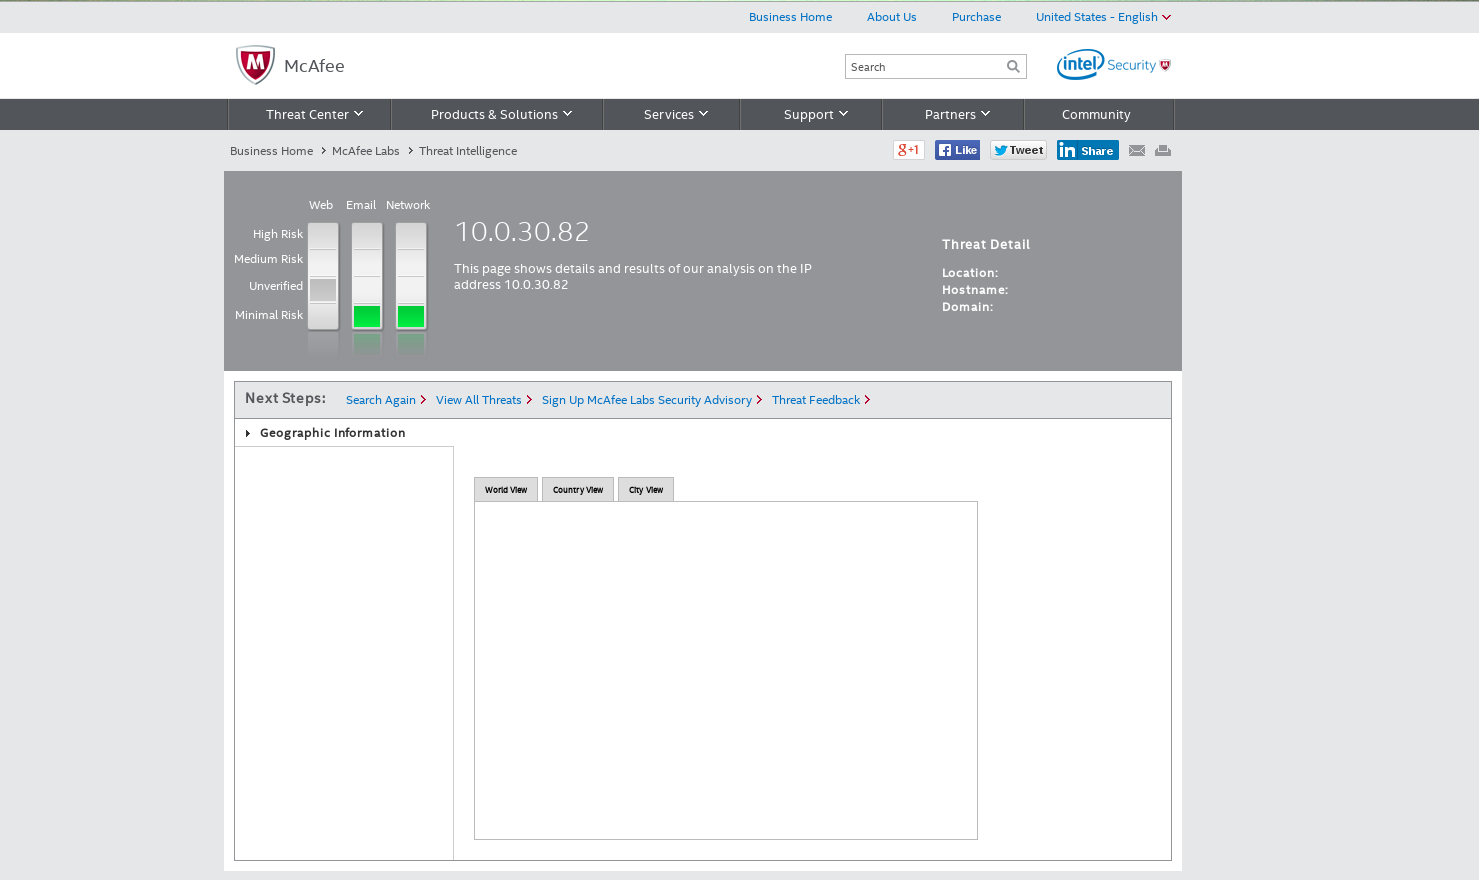 Business Home About Us Purchase United States - English
McAfee
Search
intel Security
Threat Center Products & Solutions Services Support Partners Community
Business Home McAfee Labs Threat Intelligence
g+1 Like Tweet in Share
Web Email Network
High Risk
Medium Risk
Unverified
Minimal Risk
10.0.30.82
This page shows details and results of our analysis on the IP
address 10.0.30.82
Threat Detail
Location:
Hostname:
Domain:
Next Steps: Search Again View All Threats Sign Up McAfee Labs Security Advisory Threat Feedback
Geographic Information
World View Country View City View